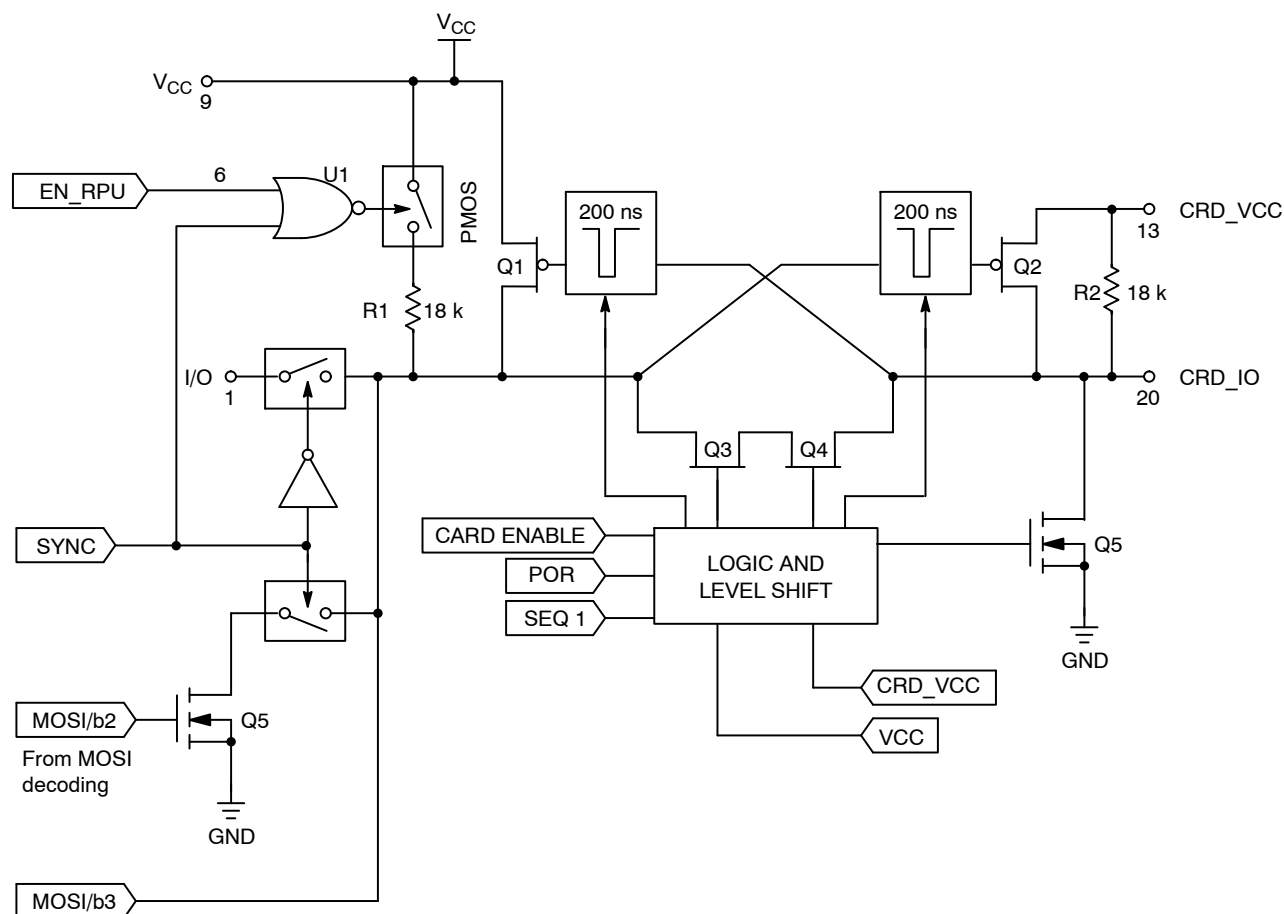 VCC
VCC
9
EN_RPU
6
U1
PMOS
R1
18 k
Q1
200 ns
200 ns
Q2
R2
18 k
CRD_VCC
13
I/O
1
CRD_IO
20
Q3
Q4
SYNC
CARD ENABLE
POR
SEQ 1
LOGIC AND
LEVEL SHIFT
Q5
GND
CRD_VCC
VCC
MOSI/b2
Q5
From MOSI
decoding
GND
MOSI/b3